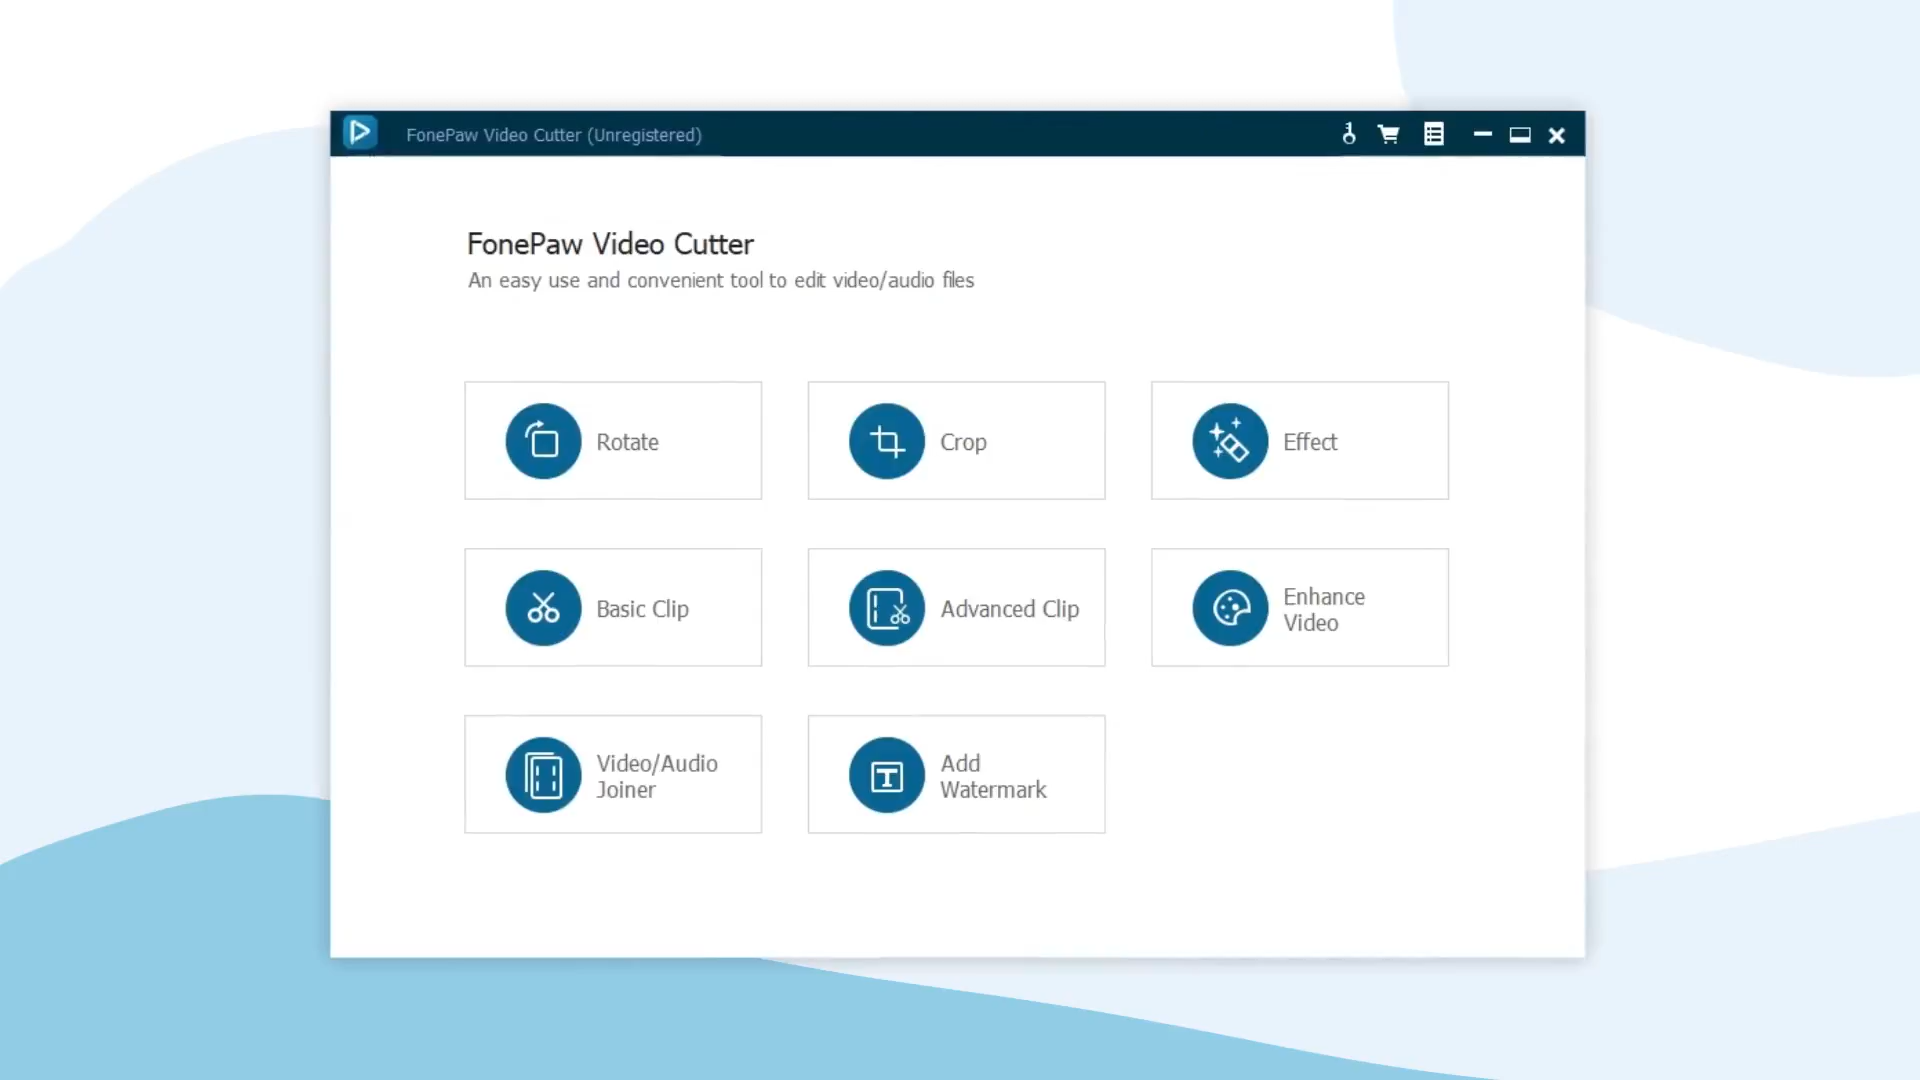 FonePaw Video Cutter (Unregistered)
FonePaw Video Cutter
An easy use and convenient tool to edit video/audio files
Rotate
Crop
Effect
Basic Clip
Advanced Clip
Enhance
Video
Video/Audio
Joiner
Add
Watermark